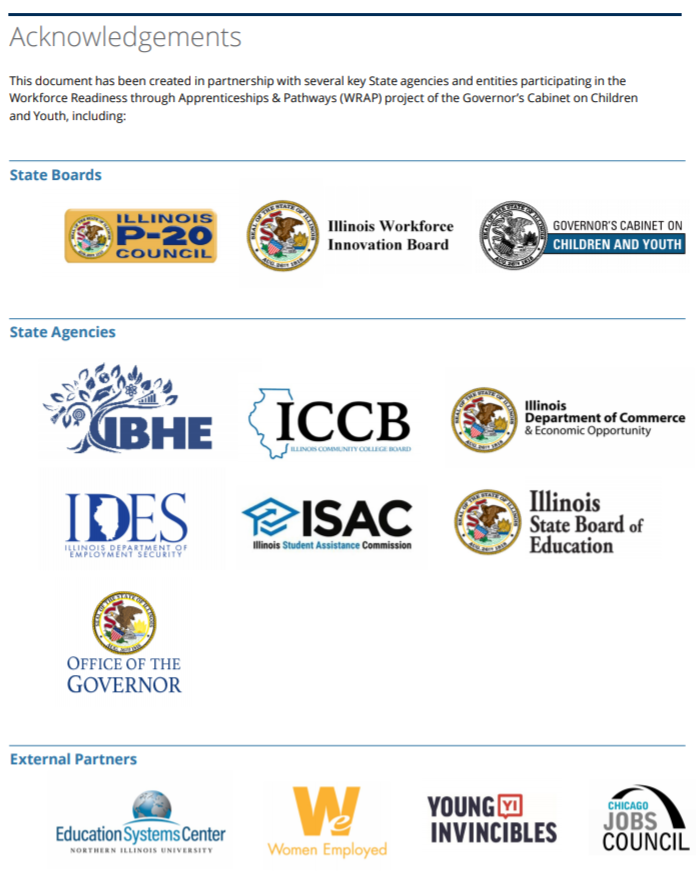 Acknowledgements
This document has been created in partnership with several key State agencies and entities participating in the
Workforce Readiness through Apprenticeships & Pathways (WRAP) project of the Governor's Cabinet on Children
and Youth, including:
State Boards
ILLINOIS
P-20
COUNCIL
Illinois Workforce
Innovation Board
GOVERNOR'S CABINET ON
CHILDREN AND YOUTH
State Agencies
IBHE
ICCB
ILLINOIS COMMUNITY COLLEGE BOARD
Illinois
Department of Commerce
& Economic Opportunity
IDES
ILLINOIS DEPARTMENT OF
EMPLOYMENT SECURITY
ISAC
Illinois Student Assistance Commission
Illinois
State Board of
Education
OFFICE OF THE
GOVERNOR
External Partners
Education Systems Center
NORTHERN ILLINOIS UNIVERSITY
We
Women Employed
YOUNG YI
INVINCIBLES
CHICAGO
JOBS
COUNCIL